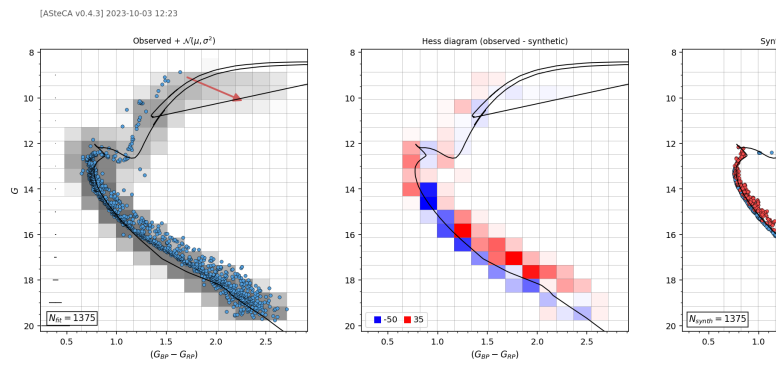 [ASteCA v0.4.3] 2023-10-03 12:23
Observed + 𝒩(μ, σ²)
8
10
12
14
16
18
20
G
0.5 1.0 1.5 2.0 2.5
(G_BP − G_RP)
N_fit = 1375
Hess diagram (observed - synthetic)
8
10
12
14
16
18
20
0.5 1.0 1.5 2.0 2.5
(G_BP − G_RP)
-50 35
Syn
8
10
12
14
16
18
20
0.5 1.0
N_synth = 1375